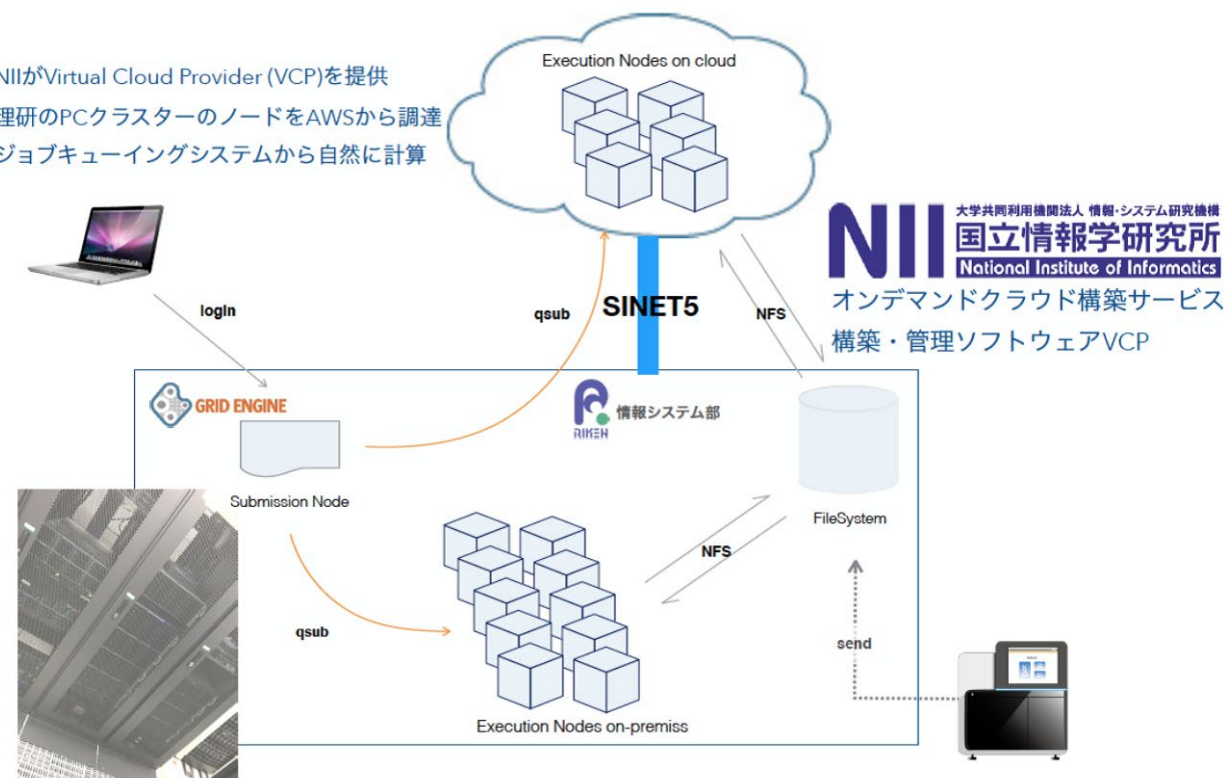 Execution Nodes on cloud
NIIがVirtual Cloud Provider (VCP)を提供
理研のPCクラスターのノードをAWSから調達
ジョブキューイングシステムから自然に計算
NII
大学共同利用機関法人 情報・システム研究機構
国立情報学研究所
National Institute of Informatics
オンデマンドクラウド構築サービス
構築・管理ソフトウェアVCP
login
qsub
SINET5
NFS
GRID ENGINE
RIKEN
情報システム部
Submission Node
FileSystem
NFS
qsub
send
Execution Nodes on-premiss